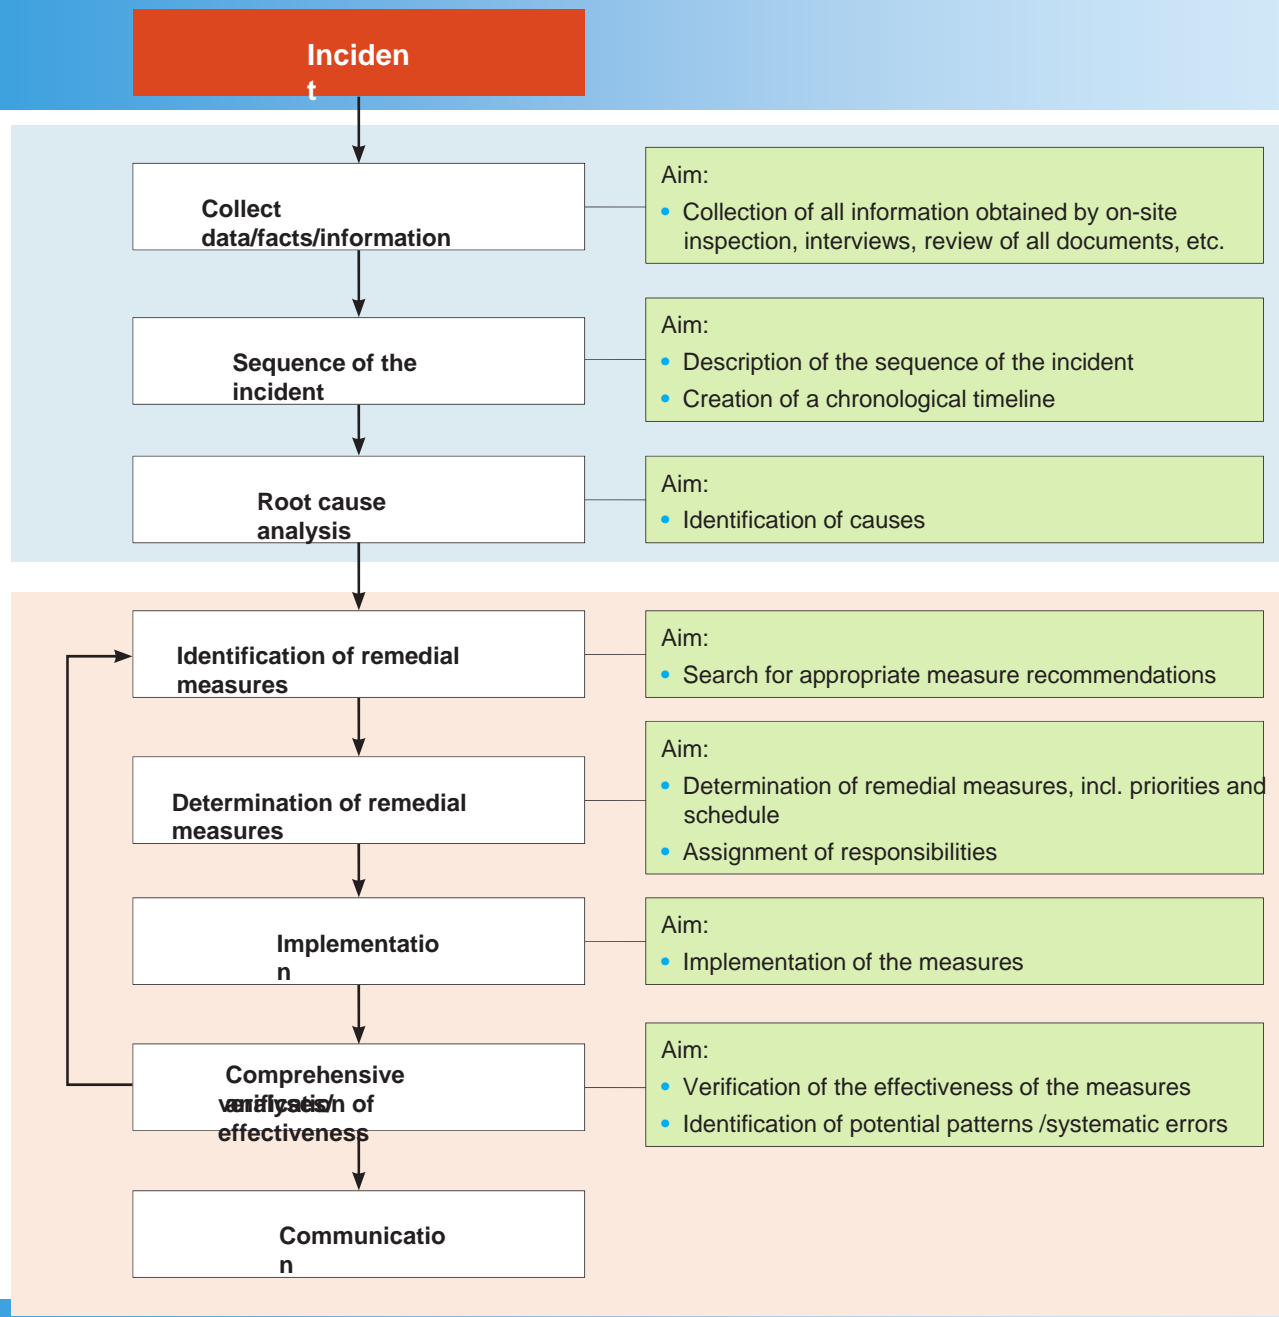 Inciden
t
Collect
data/facts/information
Aim:
• Collection of all information obtained by on-site
inspection, interviews, review of all documents, etc.
Sequence of the
incident
Aim:
• Description of the sequence of the incident
• Creation of a chronological timeline
Root cause
analysis
Aim:
• Identification of causes
Identification of remedial
measures
Aim:
• Search for appropriate measure recommendations
Determination of remedial
measures
Aim:
• Determination of remedial measures, incl. priorities and
schedule
• Assignment of responsibilities
Implementatio
n
Aim:
• Implementation of the measures
Comprehensive
analyses/
verification of
effectiveness
Aim:
• Verification of the effectiveness of the measures
• Identification of potential patterns /systematic errors
Communicatio
n